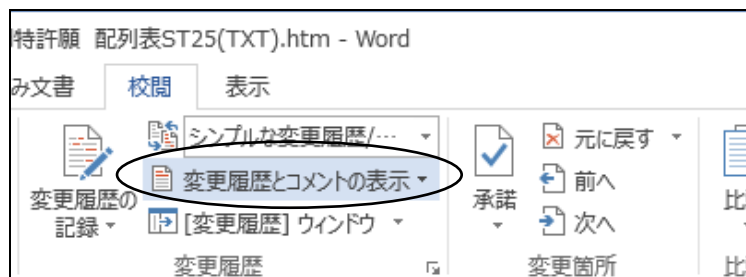 特許願 配列表ST25(TXT).htm - Word
み文書 校閲 表示
シンプルな変更履歴/…
変更履歴とコメントの表示
[変更履歴] ウィンドウ
変更履歴の
記録
変更履歴
承諾
元に戻す
前へ
次へ
変更箇所
比
比